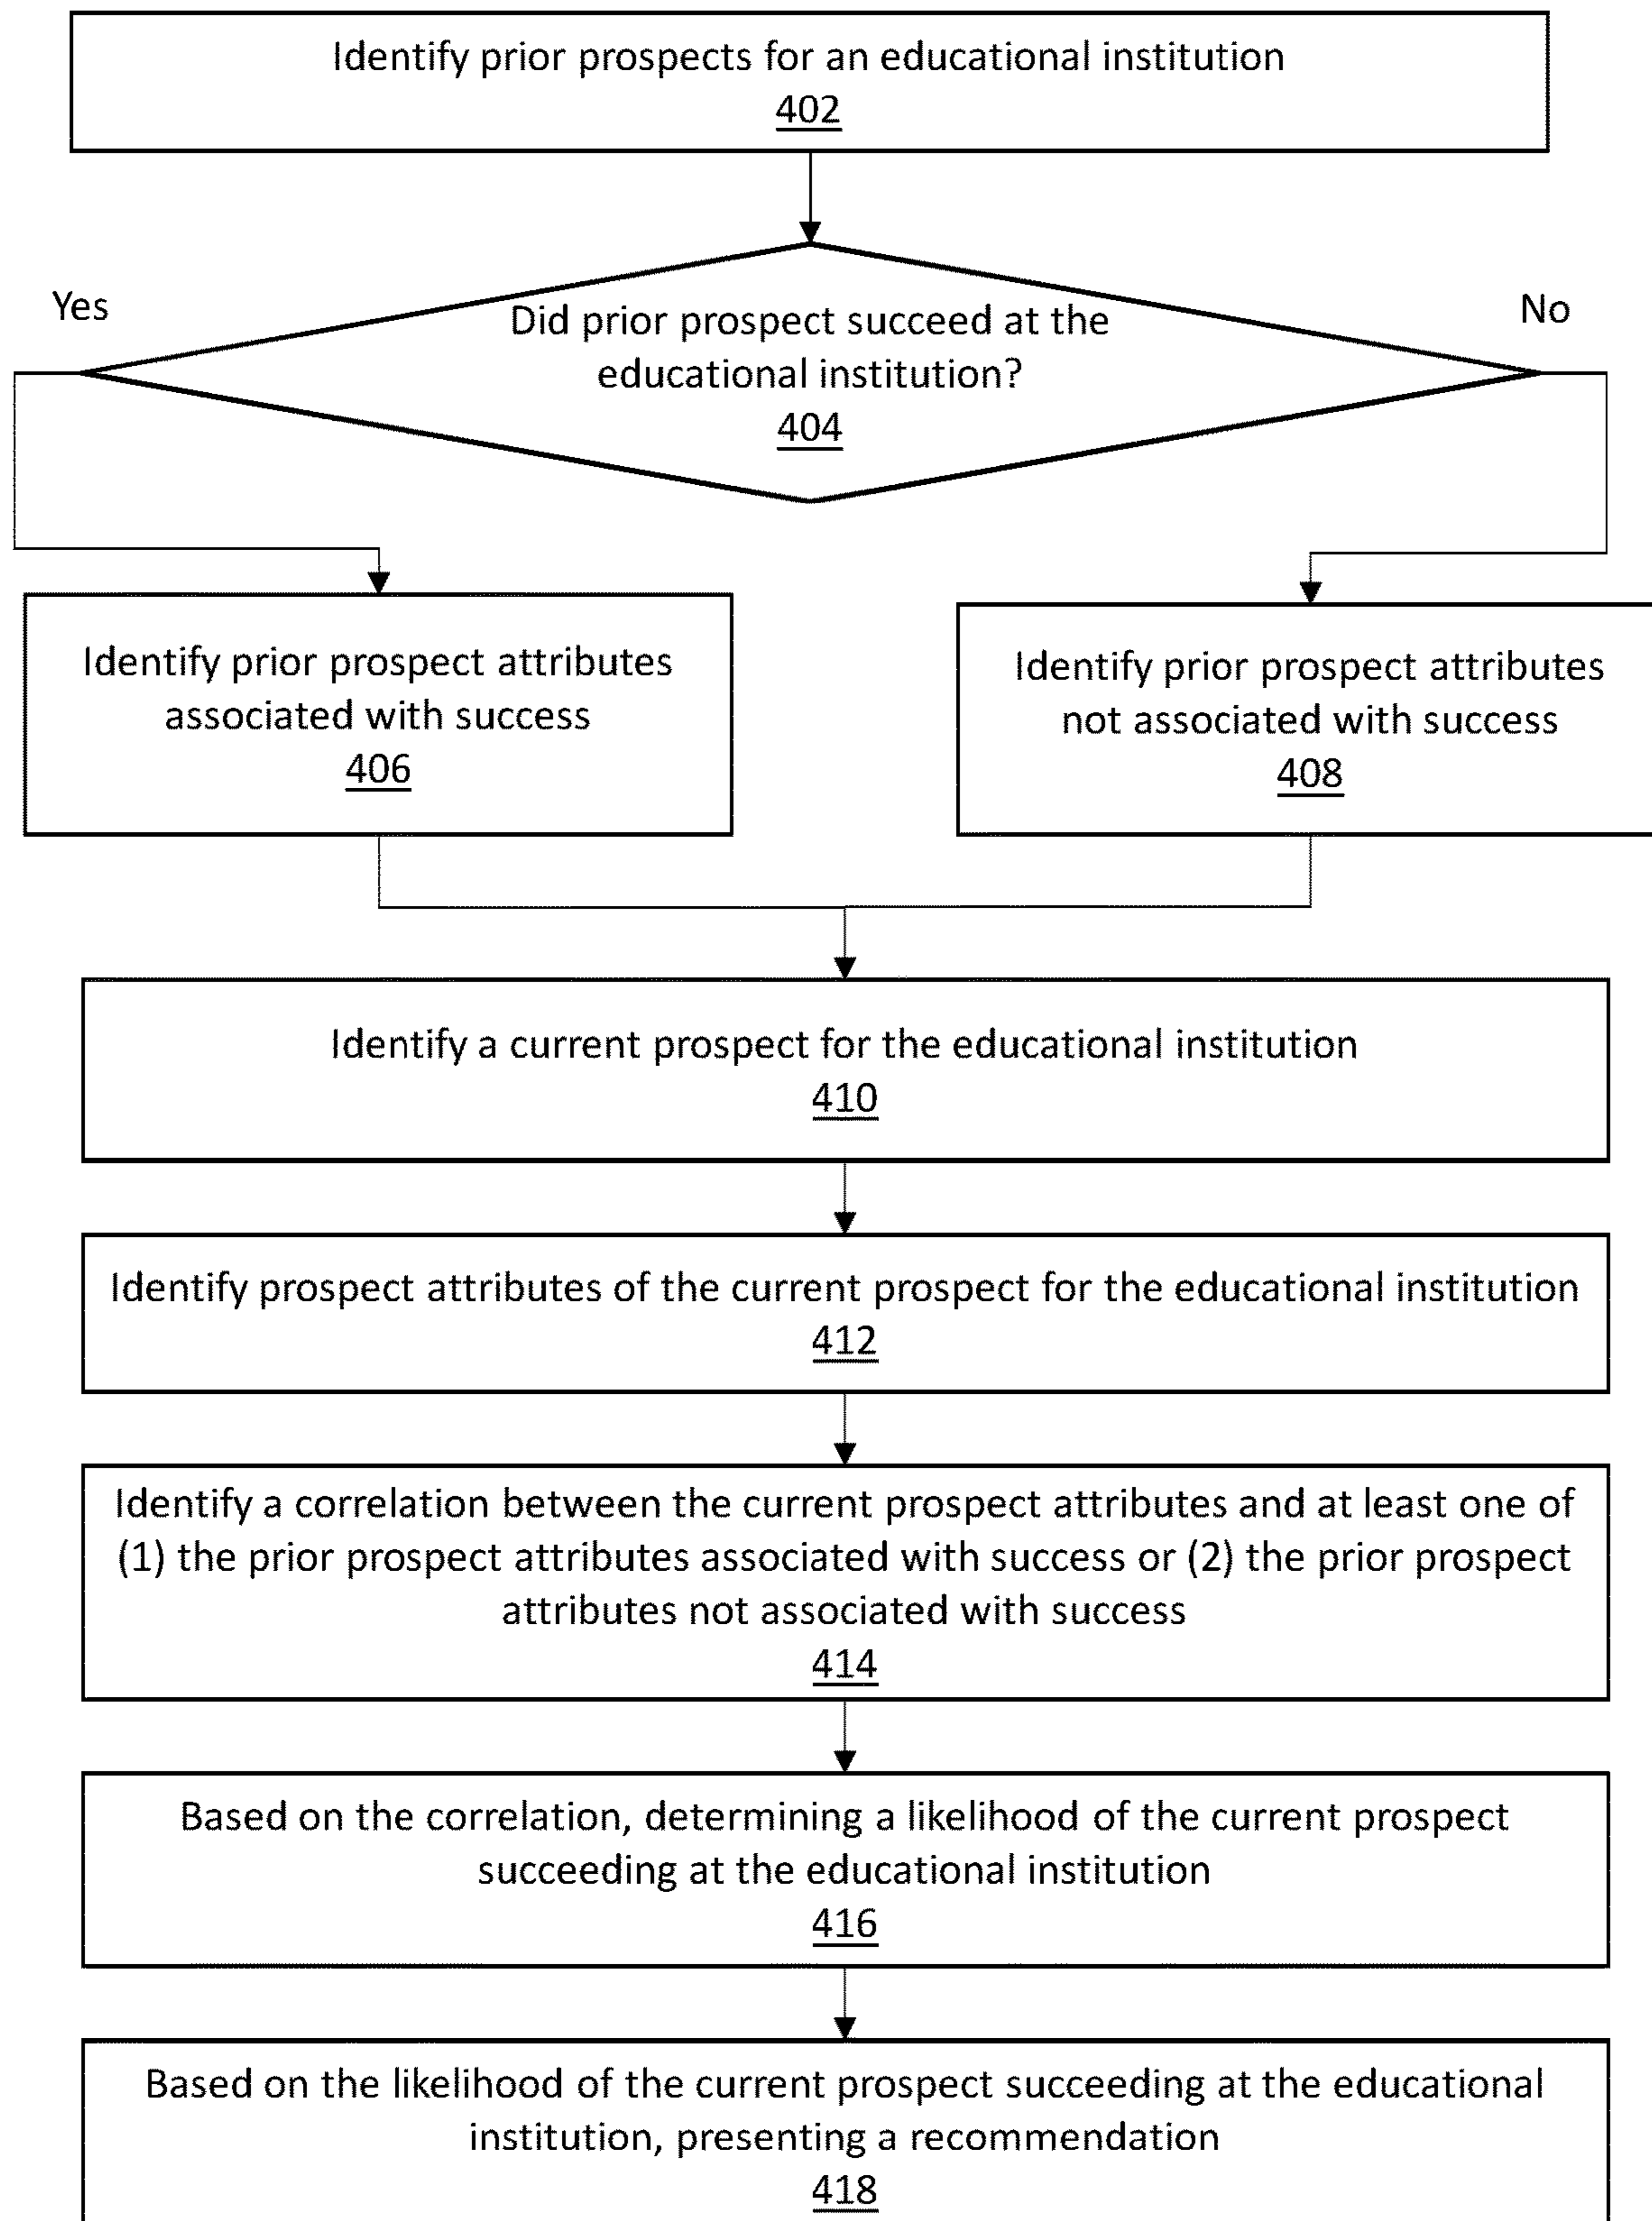 Identify prior prospects for an educational institution
402
Yes
No
Did prior prospect succeed at the
educational institution?
404
Identify prior prospect attributes
associated with success
406
Identify prior prospect attributes
not associated with success
408
Identify a current prospect for the educational institution
410
Identify prospect attributes of the current prospect for the educational institution
412
Identify a correlation between the current prospect attributes and at least one of
(1) the prior prospect attributes associated with success or (2) the prior prospect
attributes not associated with success
414
Based on the correlation, determining a likelihood of the current prospect
succeeding at the educational institution
416
Based on the likelihood of the current prospect succeeding at the educational
institution, presenting a recommendation
418